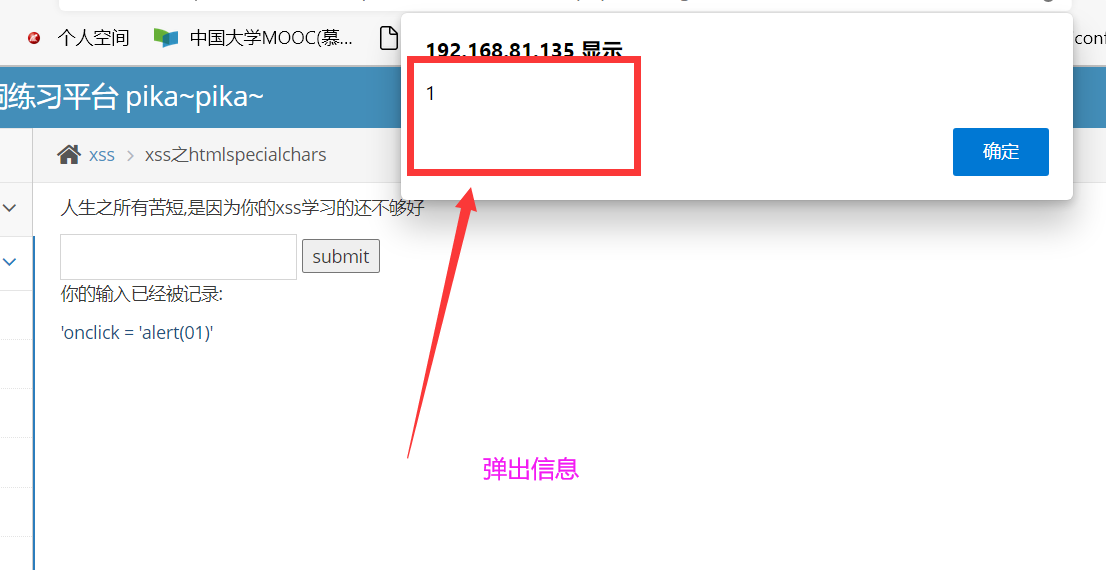 个人空间
中国大学MOOC(慕...
192.168.81.135 显示
1
确定
练习平台 pika~pika~
xss
xss之htmlspecialchars
人生之所有苦短,是因为你的xss学习的还不够好
submit
你的输入已经被记录:
'onclick = 'alert(01)'
弹出信息